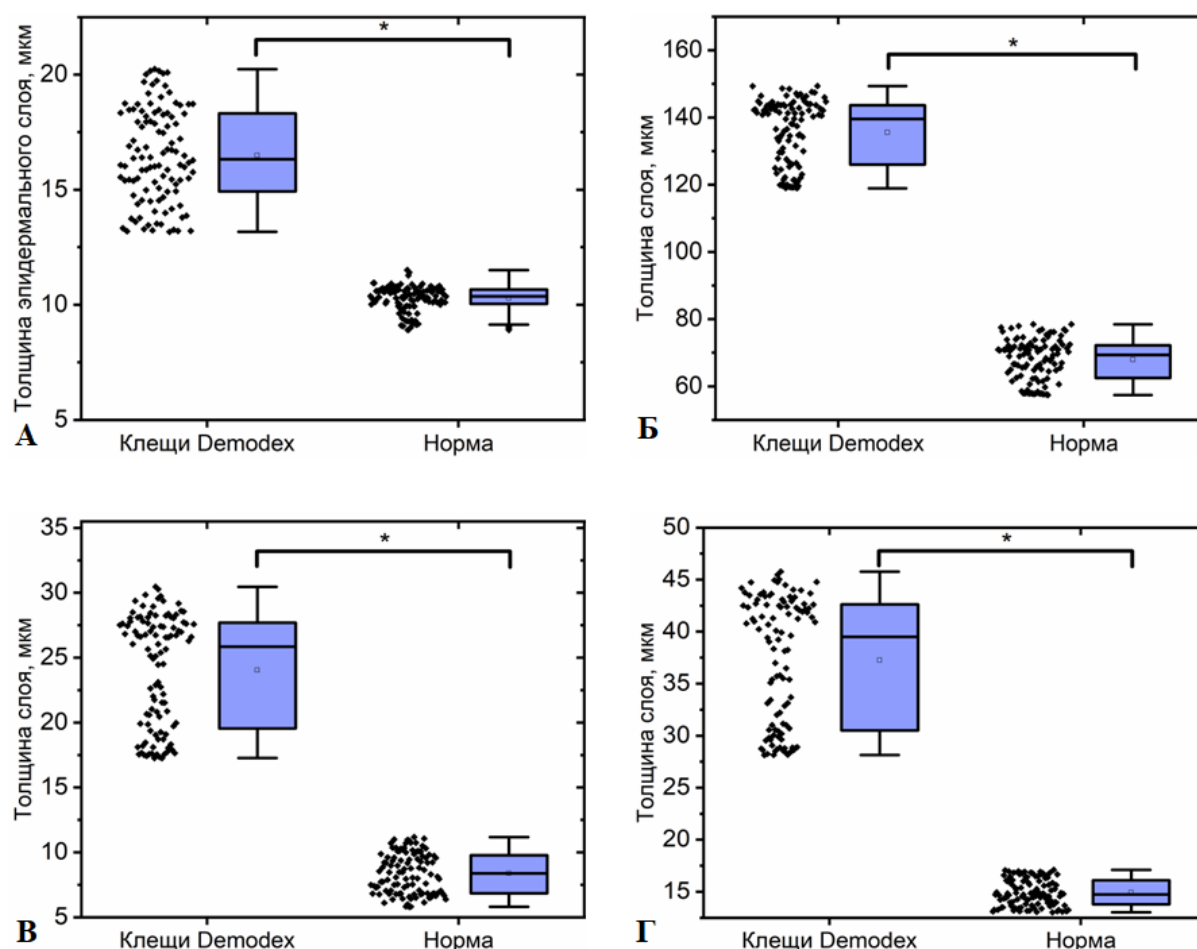 Толщина эпидермального слоя, мкм
20
15
10
5
*
Клещи Demodex
Норма
А
Толщина слоя, мкм
160
140
120
100
80
60
*
Клещи Demodex
Норма
Б
Толщина слоя, мкм
35
30
25
20
15
10
5
*
Клещи Demodex
Норма
В
Толщина слоя, мкм
50
45
40
35
30
25
20
15
*
Клещи Demodex
Норма
Г